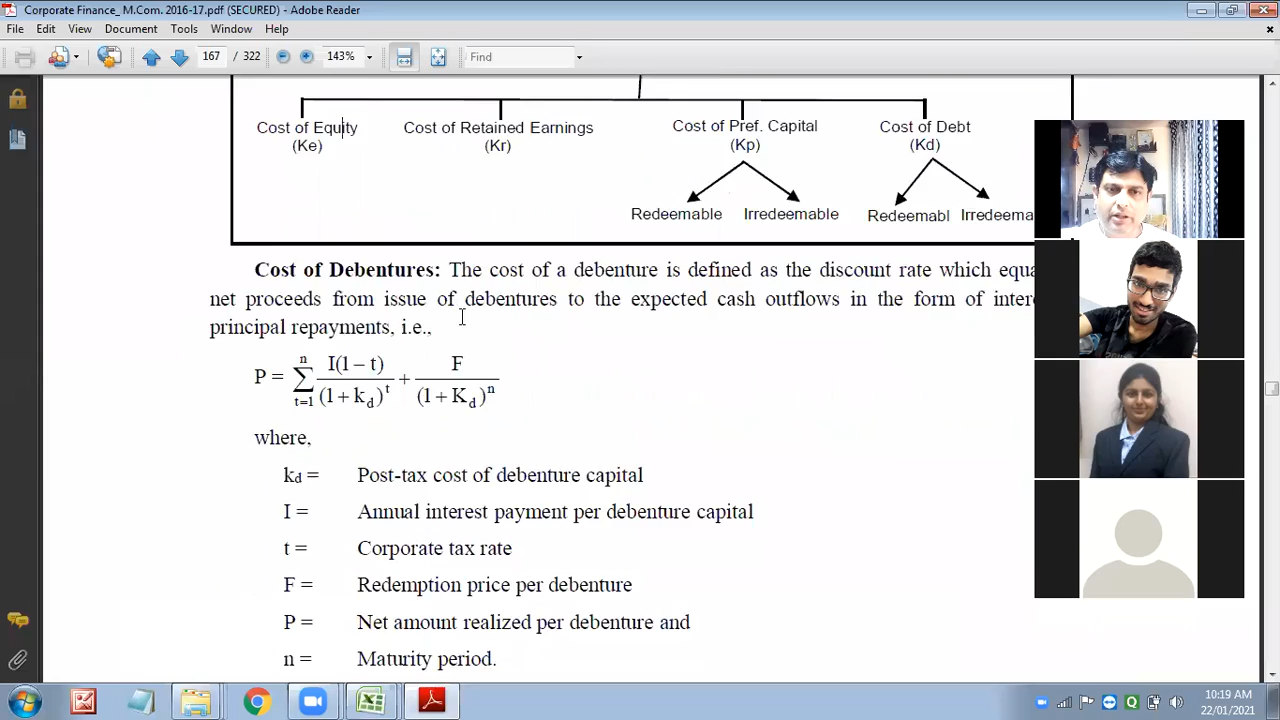 Corporate Finance_ M.Com. 2016-17.pdf (SECURED) - Adobe Reader
File Edit View Document Tools Window Help
167 / 322 143% Find
Cost of Equity Cost of Retained Earnings Cost of Pref. Capital Cost of Debt
(Ke) (Kr) (Kp) (Kd)
Redeemable Irredeemable Redeemabl Irredeema
Cost of Debentures: The cost of a debenture is defined as the discount rate which equa
net proceeds from issue of debentures to the expected cash outflows in the form of inter
principal repayments, i.e.,
P = n∑t=1 I(1 – t)/(1 + kd)^t + F/(1 + Kd)^n
where,
kd = Post-tax cost of debenture capital
I = Annual interest payment per debenture capital
t = Corporate tax rate
F = Redemption price per debenture
P = Net amount realized per debenture and
n = Maturity period.
10:19 AM
22/01/2021